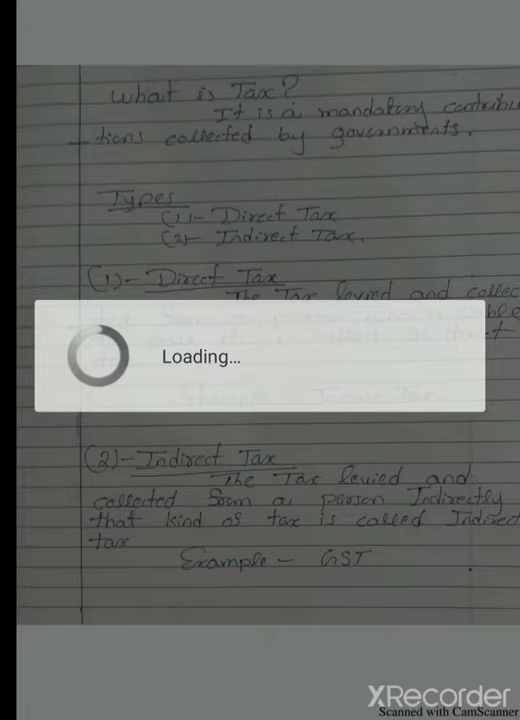 What is Tax?
It is a mandatory contribu
tions collected by governments.
Types
(1)- Direct Tax
(2)- Indirect Tax.
(1)- Direct Tax
The Tax levied and collec
Loading...
(2)- Indirect Tax
The Tax levied and
collected from a person Indirectly
that kind of tax is called Indirect
tax
Example - GST
XRecorder
Scanned with CamScanner